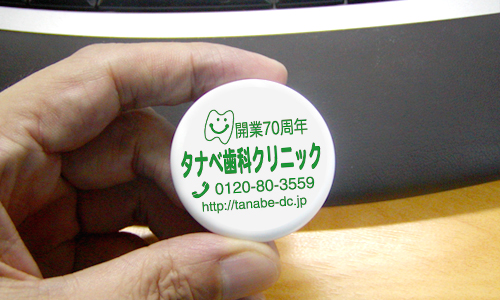 開業70周年
タナベ歯科クリニック
0120-80-3559
http://tanabe-dc.jp